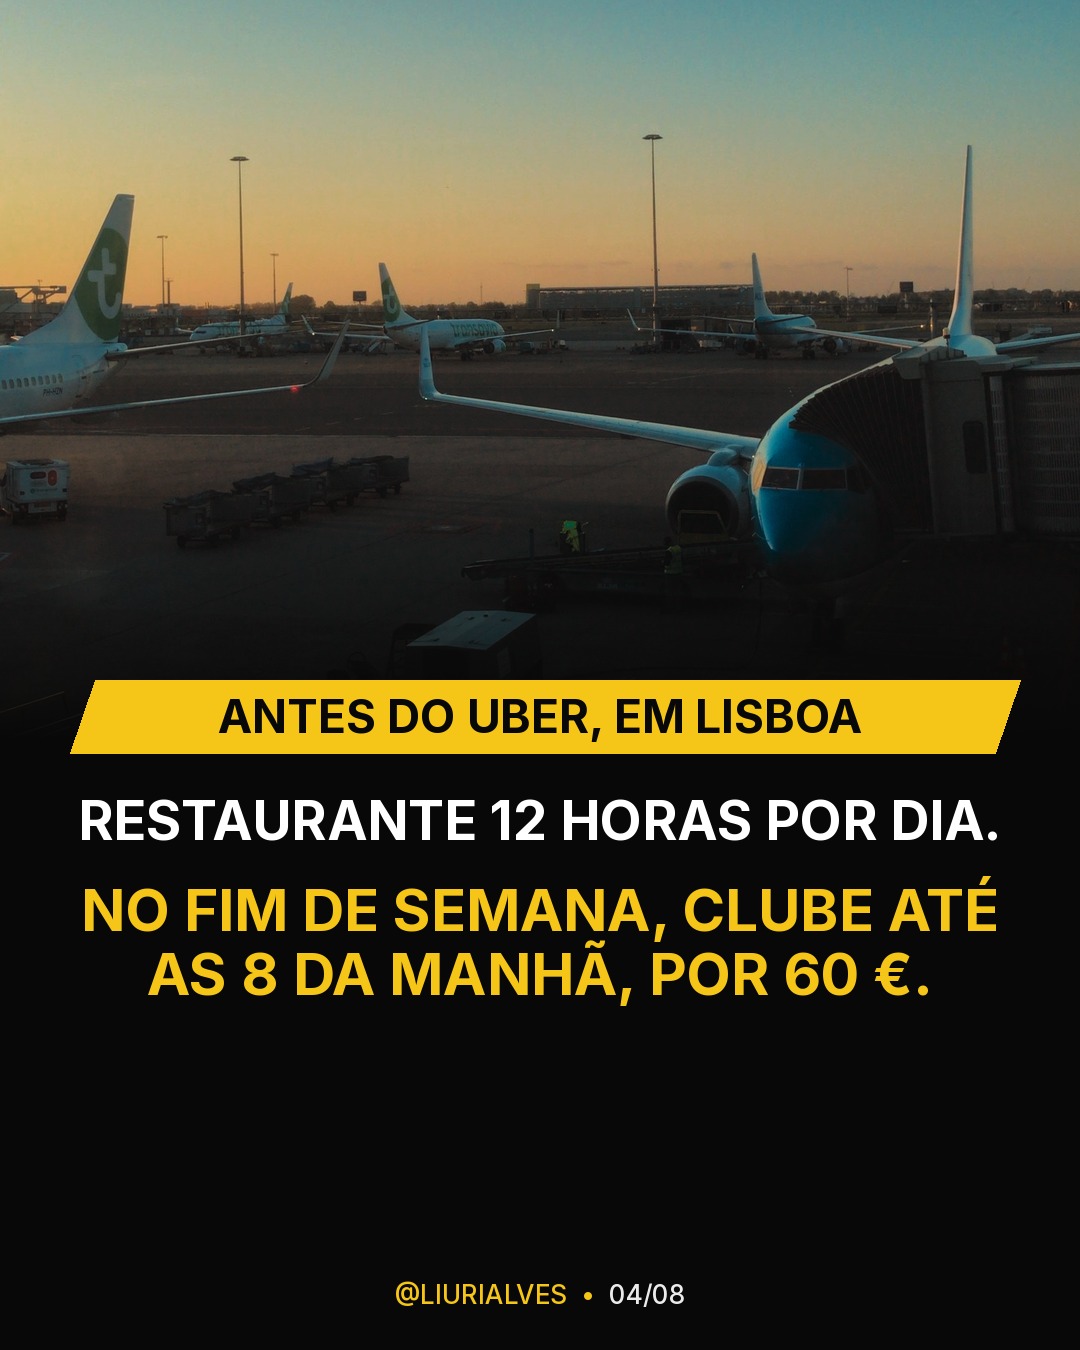 t
transavia
ANTES DO UBER, EM LISBOA
RESTAURANTE 12 HORAS POR DIA.
NO FIM DE SEMANA, CLUBE ATÉ
AS 8 DA MANHÃ, POR 60 €.
@LIURIALVES • 04/08